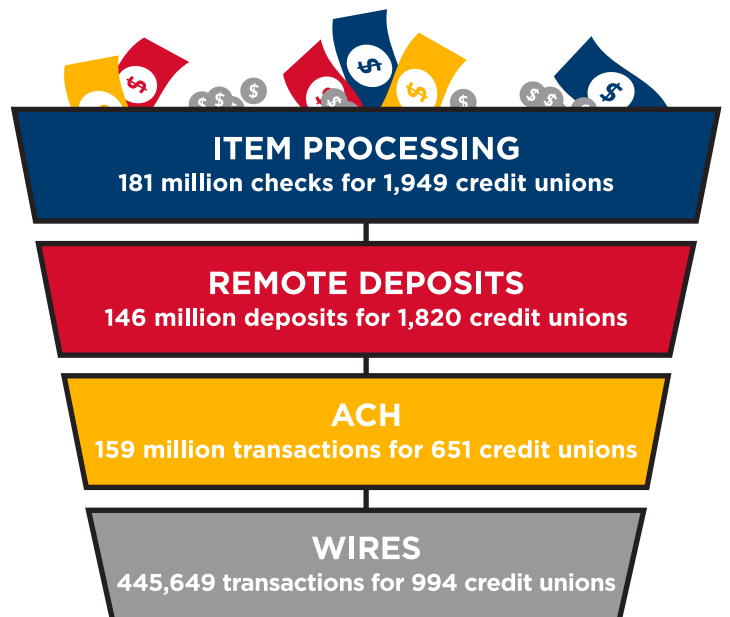 ITEM PROCESSING
181 million checks for 1,949 credit unions
REMOTE DEPOSITS
146 million deposits for 1,820 credit unions
ACH
159 million transactions for 651 credit unions
WIRES
445,649 transactions for 994 credit unions